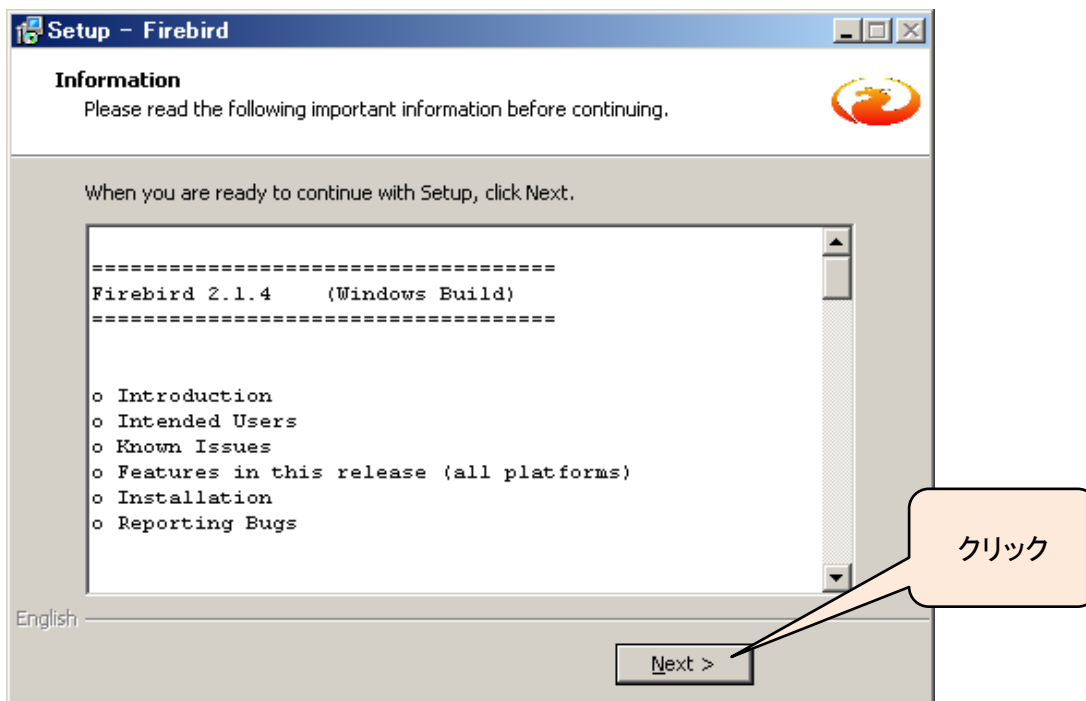 Setup - Firebird
Information
Please read the following important information before continuing.
When you are ready to continue with Setup, click Next.
====================================
Firebird 2.1.4    (Windows Build)
====================================
o Introduction
o Intended Users
o Known Issues
o Features in this release (all platforms)
o Installation
o Reporting Bugs
クリック
English
Next >